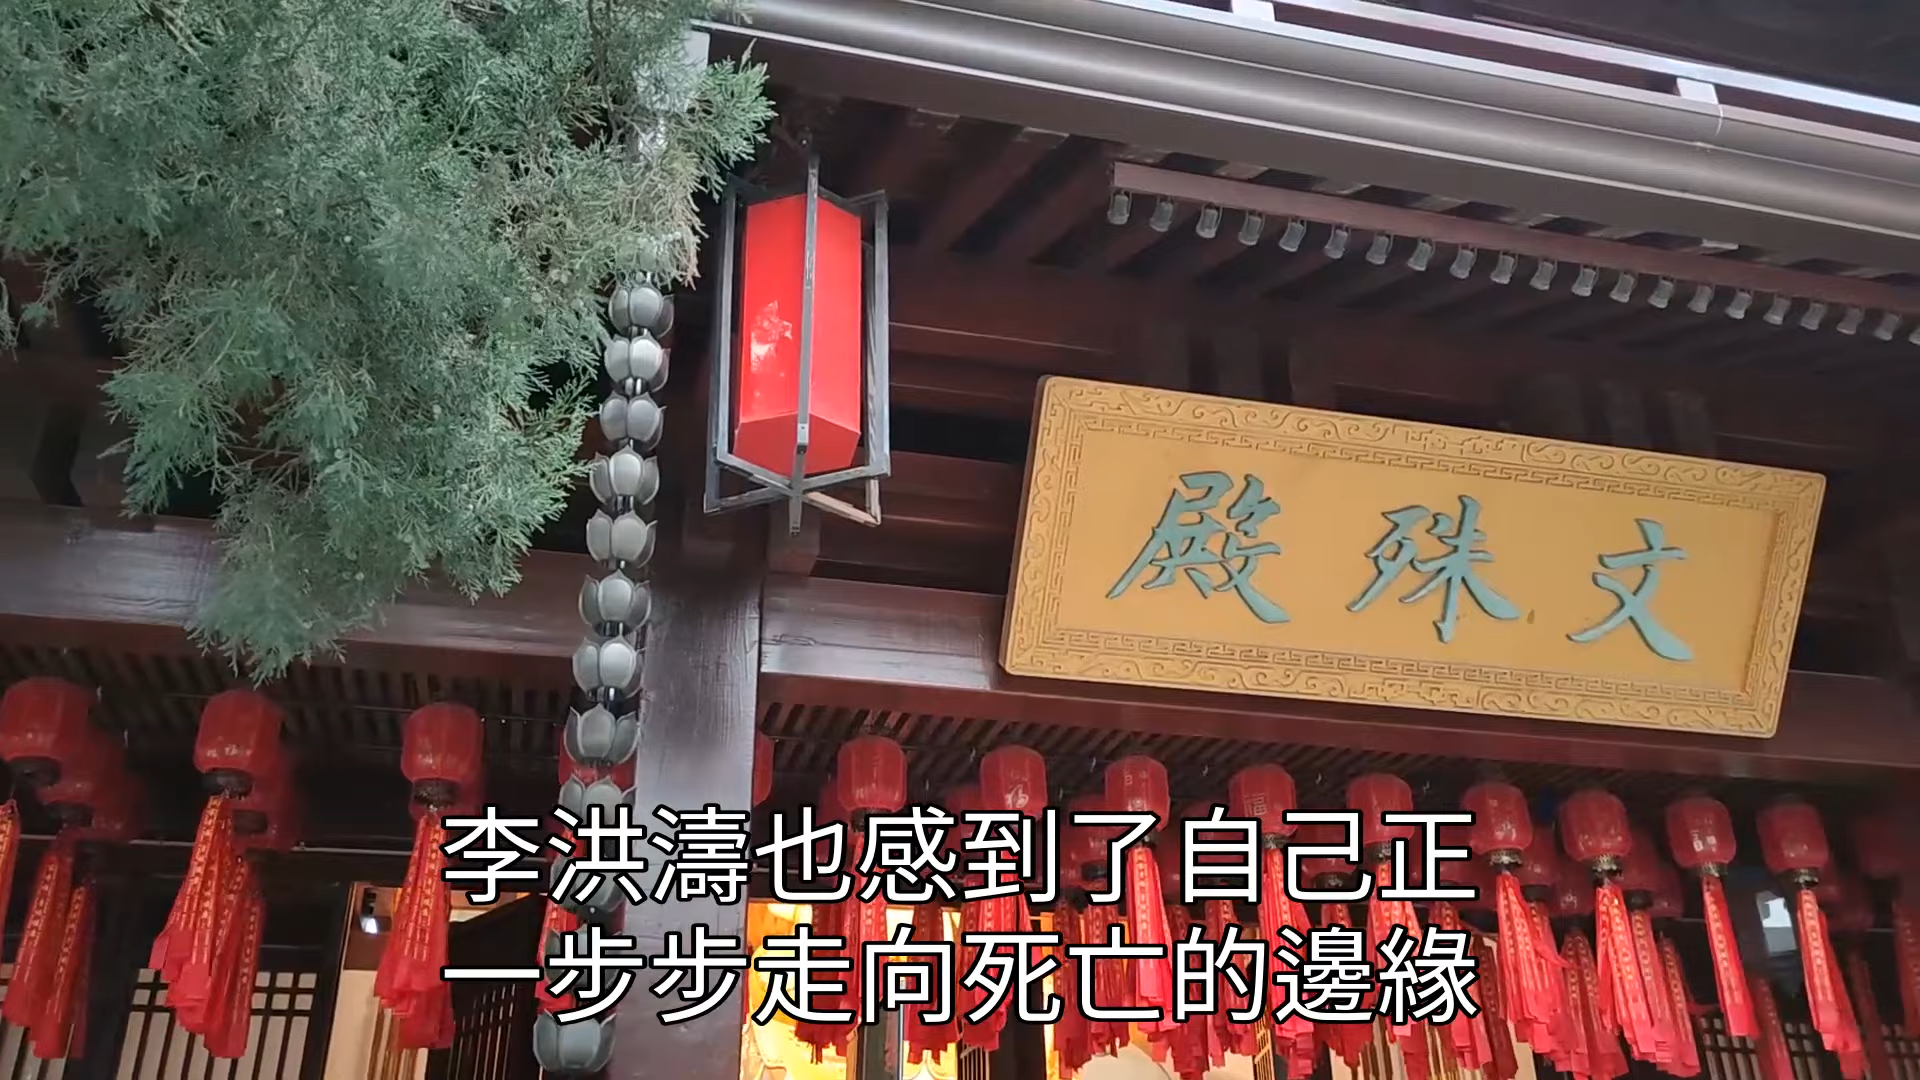 文殊殿
李洪濤也感到了自己正
一步步走向死亡的邊緣